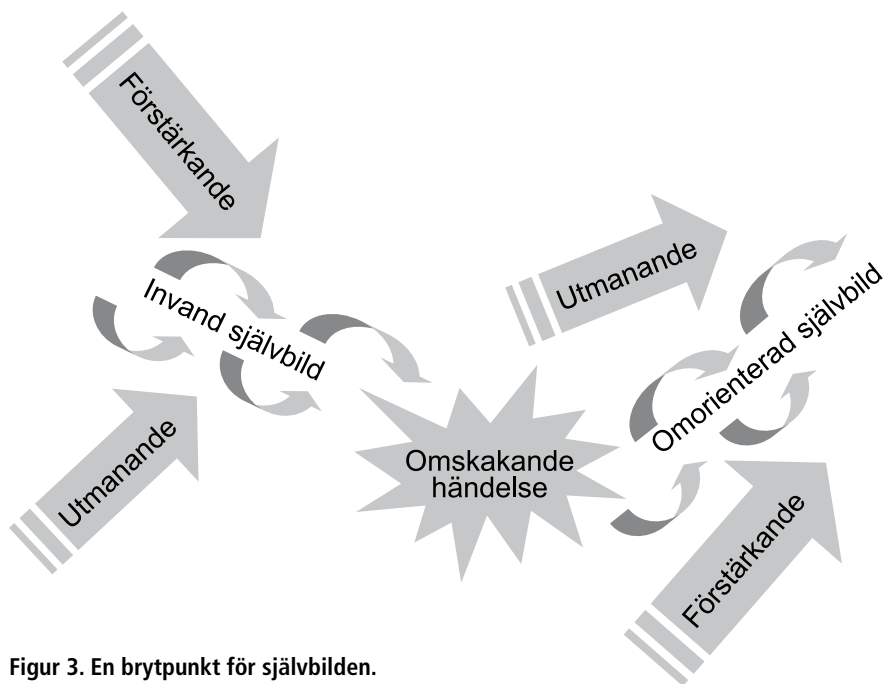 Förstärkande
Invand självbild
Utmanande
Omskakande
händelse
Utmanande
Omorienterad självbild
Förstärkande
Figur 3. En brytpunkt för självbilden.